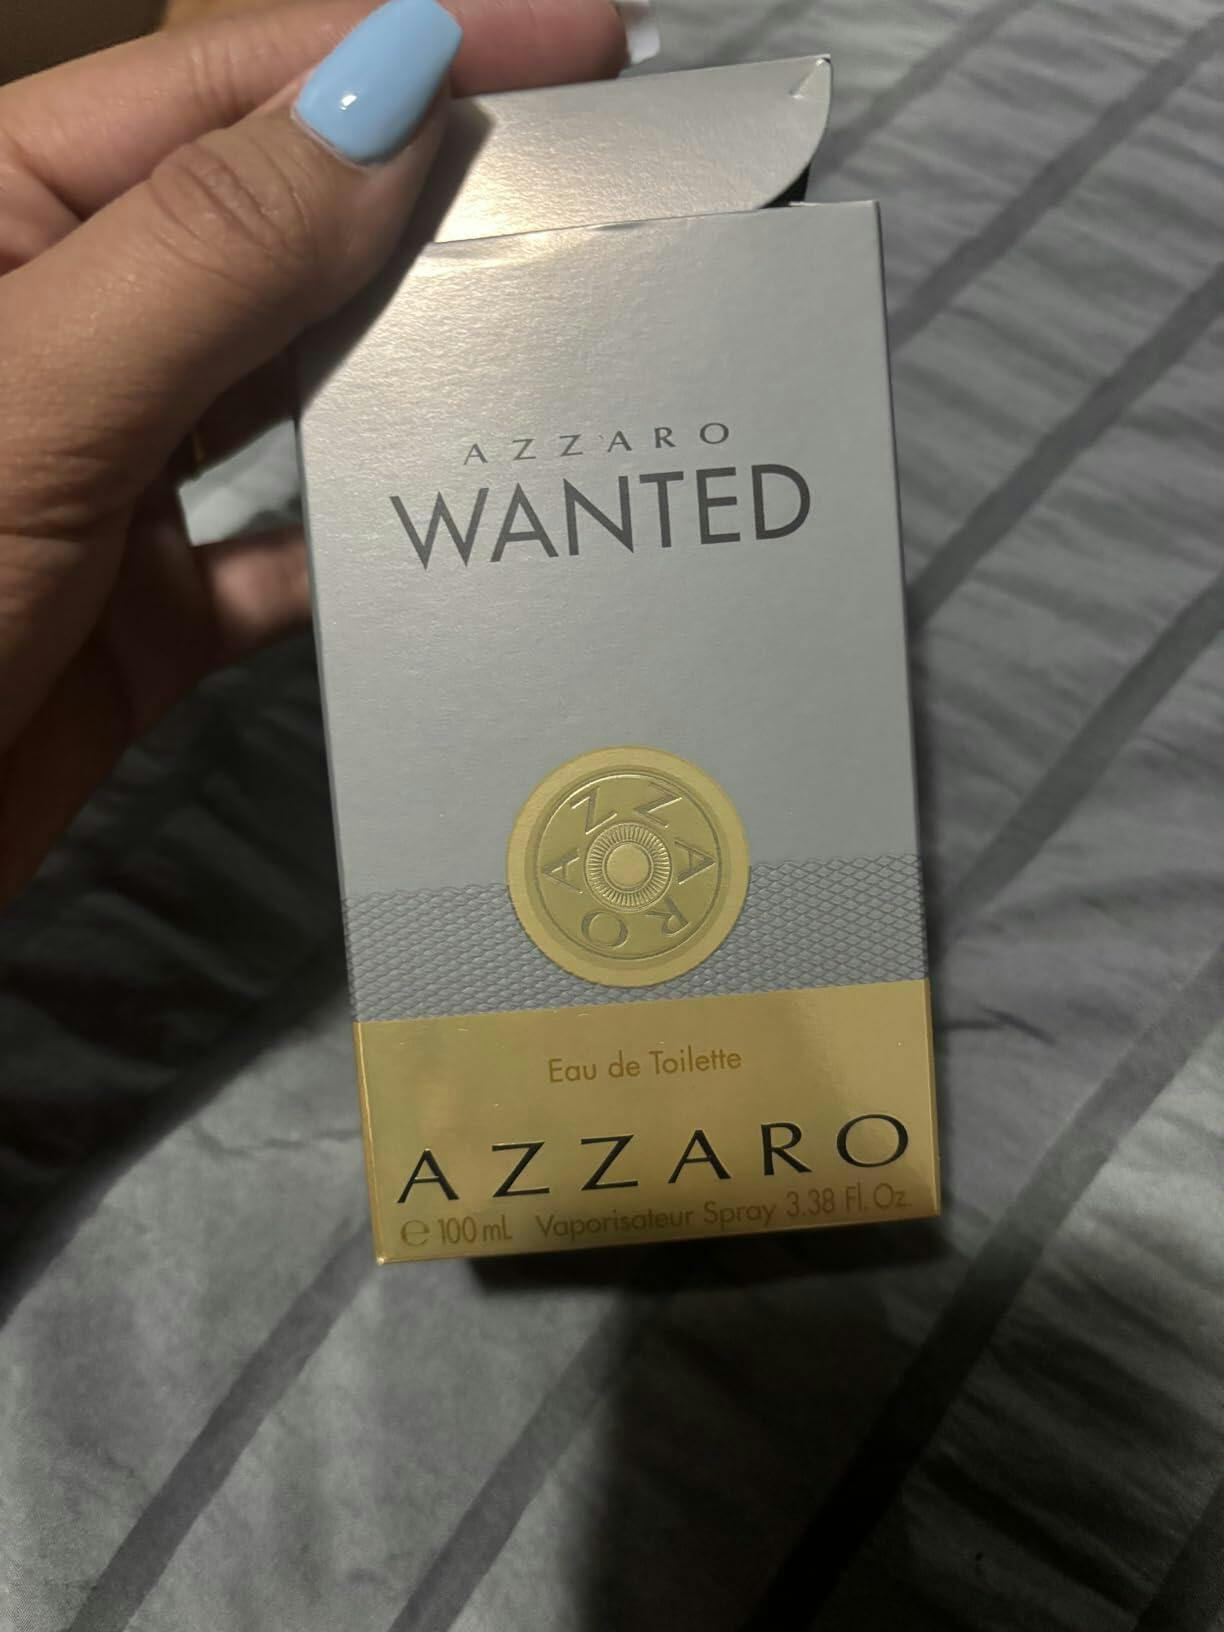 AZZARO
WANTED
AZZARO
Eau de Toilette
AZZARO
e 100 mL Vaporisateur Spray 3.38 Fl. Oz.